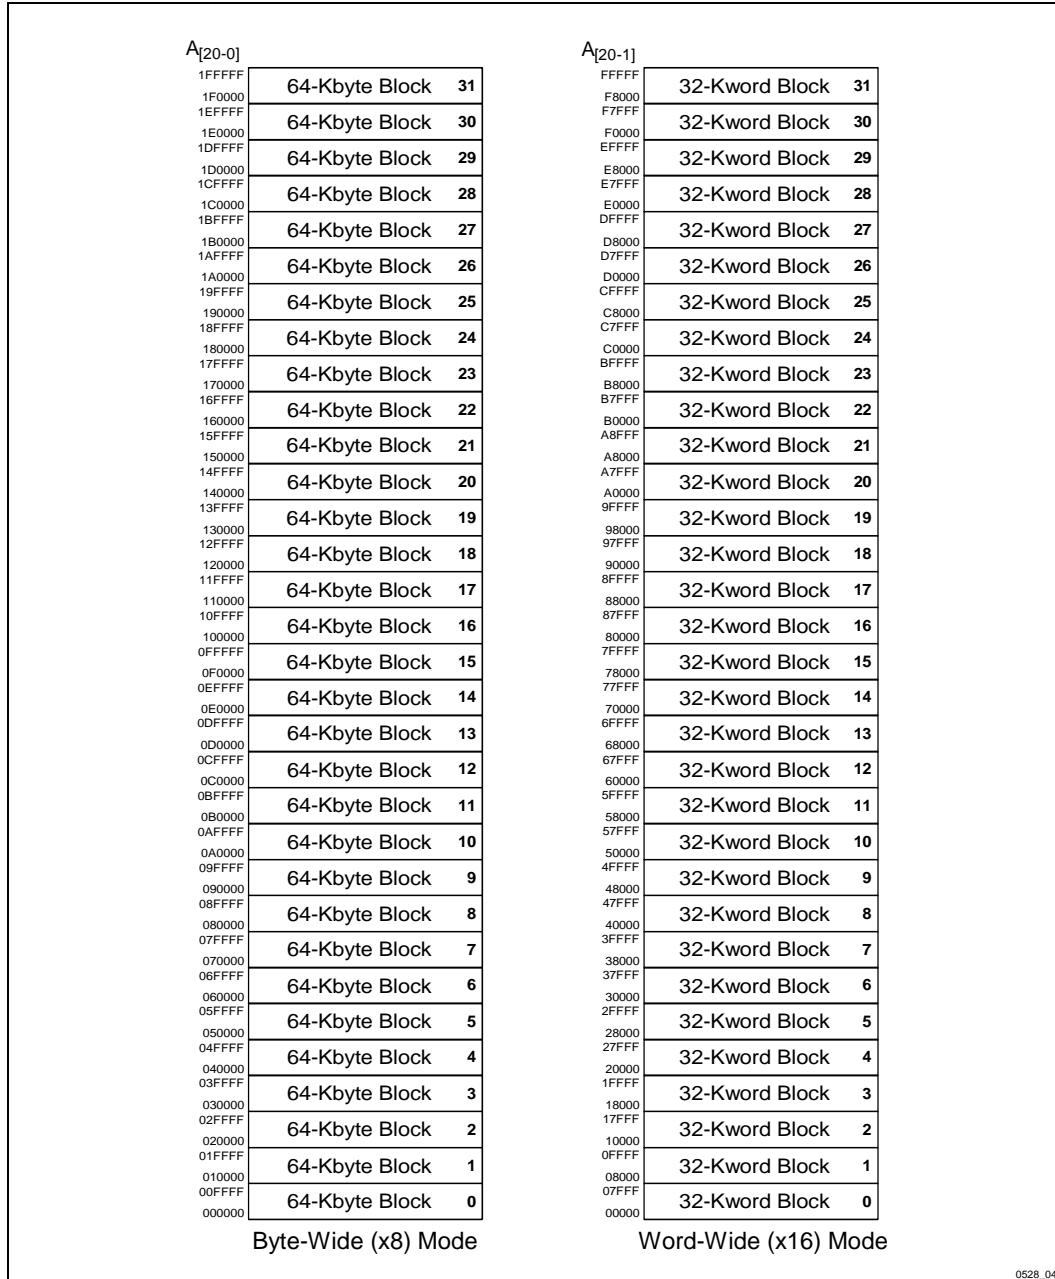 A[20-0]
1FFFFF
64-Kbyte Block 31
1F0000
1EFFFF
64-Kbyte Block 30
1E0000
1DFFFF
64-Kbyte Block 29
1D0000
1CFFFF
64-Kbyte Block 28
1C0000
1BFFFF
64-Kbyte Block 27
1B0000
1AFFFF
64-Kbyte Block 26
1A0000
19FFFF
64-Kbyte Block 25
190000
18FFFF
64-Kbyte Block 24
180000
17FFFF
64-Kbyte Block 23
170000
16FFFF
64-Kbyte Block 22
160000
15FFFF
64-Kbyte Block 21
150000
14FFFF
64-Kbyte Block 20
140000
13FFFF
64-Kbyte Block 19
130000
12FFFF
64-Kbyte Block 18
120000
11FFFF
64-Kbyte Block 17
110000
10FFFF
64-Kbyte Block 16
100000
0FFFFF
64-Kbyte Block 15
0F0000
0EFFFF
64-Kbyte Block 14
0E0000
0DFFFF
64-Kbyte Block 13
0D0000
0CFFFF
64-Kbyte Block 12
0C0000
0BFFFF
64-Kbyte Block 11
0B0000
0AFFFF
64-Kbyte Block 10
0A0000
09FFFF
64-Kbyte Block 9
090000
08FFFF
64-Kbyte Block 8
080000
07FFFF
64-Kbyte Block 7
070000
06FFFF
64-Kbyte Block 6
060000
05FFFF
64-Kbyte Block 5
050000
04FFFF
64-Kbyte Block 4
040000
03FFFF
64-Kbyte Block 3
030000
02FFFF
64-Kbyte Block 2
020000
01FFFF
64-Kbyte Block 1
010000
00FFFF
64-Kbyte Block 0
000000
Byte-Wide (x8) Mode
A[20-1]
FFFFF
32-Kword Block 31
F8000
F7FFF
32-Kword Block 30
F0000
EFFFF
32-Kword Block 29
E8000
E7FFF
32-Kword Block 28
E0000
DFFFF
32-Kword Block 27
D8000
D7FFF
32-Kword Block 26
D0000
CFFFF
32-Kword Block 25
C8000
C7FFF
32-Kword Block 24
C0000
BFFFF
32-Kword Block 23
B8000
B7FFF
32-Kword Block 22
B0000
A8FFF
32-Kword Block 21
A8000
A7FFF
32-Kword Block 20
A0000
9FFFF
32-Kword Block 19
98000
97FFF
32-Kword Block 18
90000
8FFFF
32-Kword Block 17
88000
87FFF
32-Kword Block 16
80000
7FFFF
32-Kword Block 15
78000
77FFF
32-Kword Block 14
70000
6FFFF
32-Kword Block 13
68000
67FFF
32-Kword Block 12
60000
5FFFF
32-Kword Block 11
58000
57FFF
32-Kword Block 10
50000
4FFFF
32-Kword Block 9
48000
47FFF
32-Kword Block 8
40000
3FFFF
32-Kword Block 7
38000
37FFF
32-Kword Block 6
30000
2FFFF
32-Kword Block 5
28000
27FFF
32-Kword Block 4
20000
1FFFF
32-Kword Block 3
18000
17FFF
32-Kword Block 2
10000
0FFFF
32-Kword Block 1
08000
07FFF
32-Kword Block 0
00000
Word-Wide (x16) Mode
0528_04